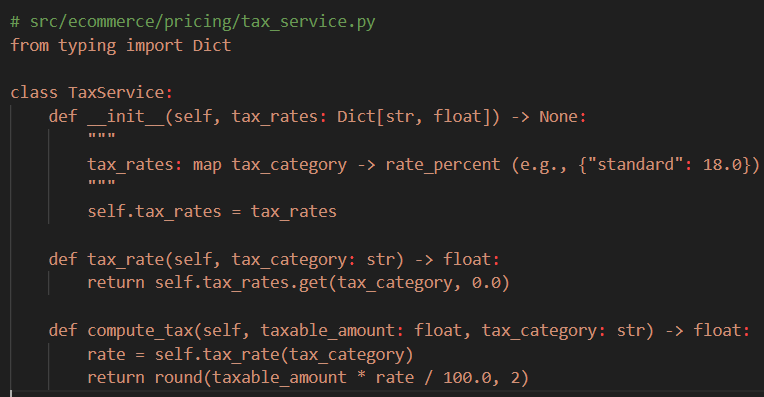 # src/ecommerce/pricing/tax_service.py
from typing import Dict
class TaxService:
    def __init__(self, tax_rates: Dict[str, float]) -> None:
        """
        tax_rates: map tax_category -> rate_percent (e.g., {"standard": 18.0})
        """
        self.tax_rates = tax_rates
    def tax_rate(self, tax_category: str) -> float:
        return self.tax_rates.get(tax_category, 0.0)
    def compute_tax(self, taxable_amount: float, tax_category: str) -> float:
        rate = self.tax_rate(tax_category)
        return round(taxable_amount * rate / 100.0, 2)